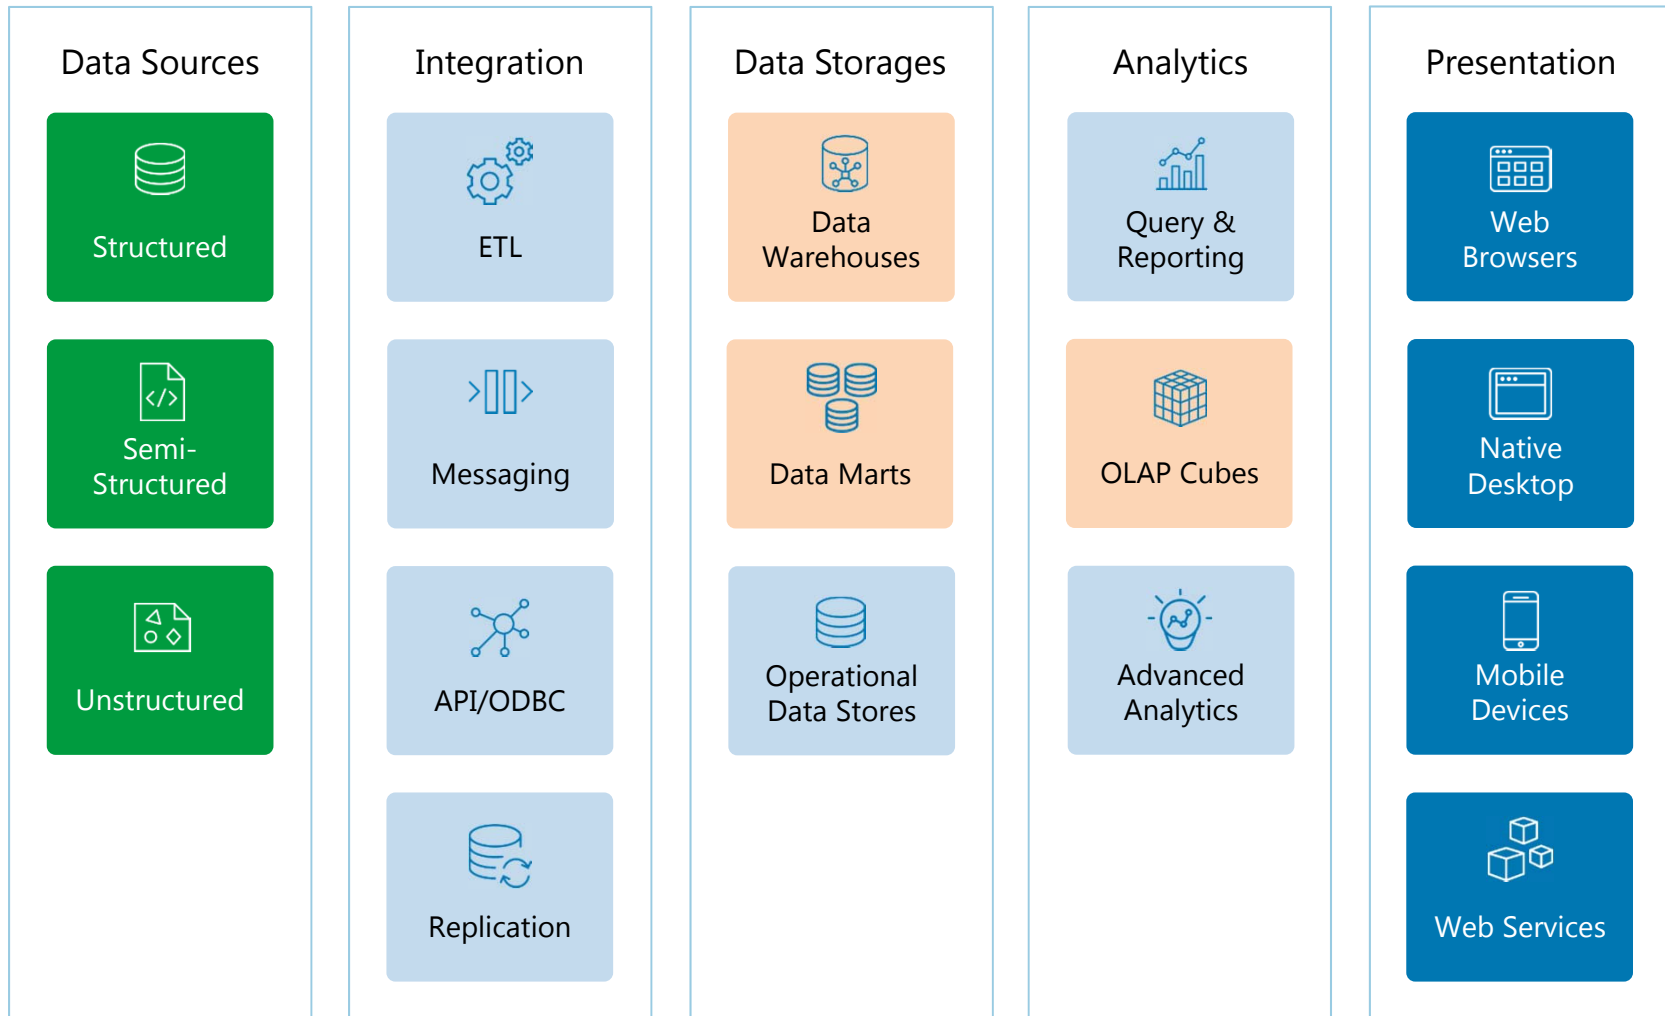 Data Sources
Structured
Semi-
Structured
Unstructured
Integration
ETL
Messaging
API/ODBC
Replication
Data Storages
Data
Warehouses
Data Marts
Operational
Data Stores
Analytics
Query &
Reporting
OLAP Cubes
Advanced
Analytics
Presentation
Web
Browsers
Native
Desktop
Mobile
Devices
Web Services